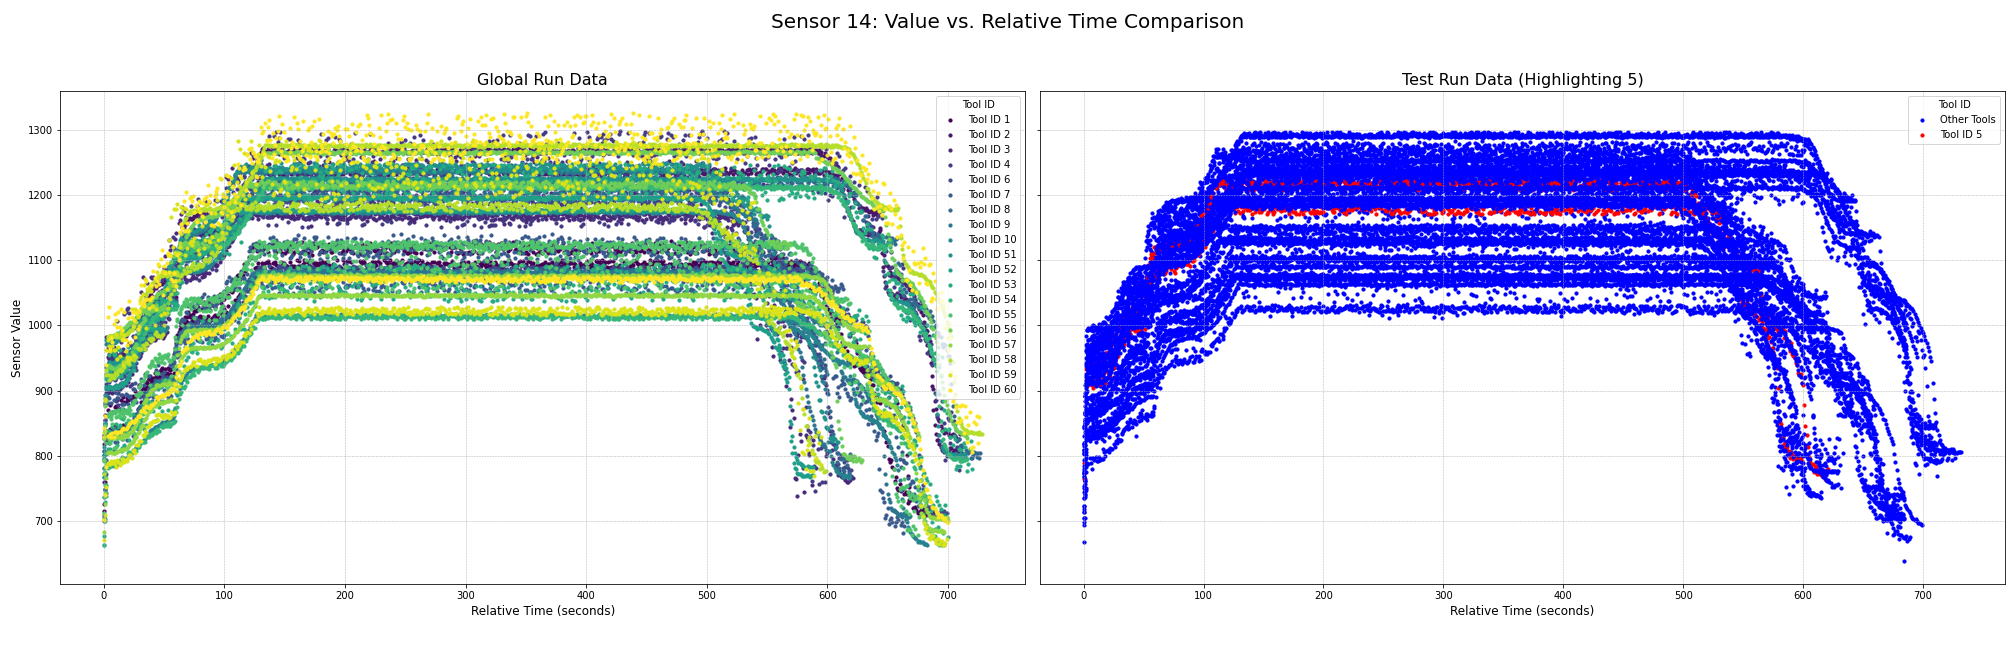 Sensor 14: Value vs. Relative Time Comparison
Global Run Data
Sensor Value
1300
1200
1100
1000
900
800
700
0 100 200 300 400 500 600 700
Relative Time (seconds)
Tool ID
Tool ID 1
Tool ID 2
Tool ID 3
Tool ID 4
Tool ID 6
Tool ID 7
Tool ID 8
Tool ID 9
Tool ID 10
Tool ID 51
Tool ID 52
Tool ID 53
Tool ID 54
Tool ID 55
Tool ID 56
Tool ID 57
Tool ID 58
Tool ID 59
Tool ID 60
Test Run Data (Highlighting 5)
Tool ID
Other Tools
Tool ID 5
0 100 200 300 400 500 600 700
Relative Time (seconds)